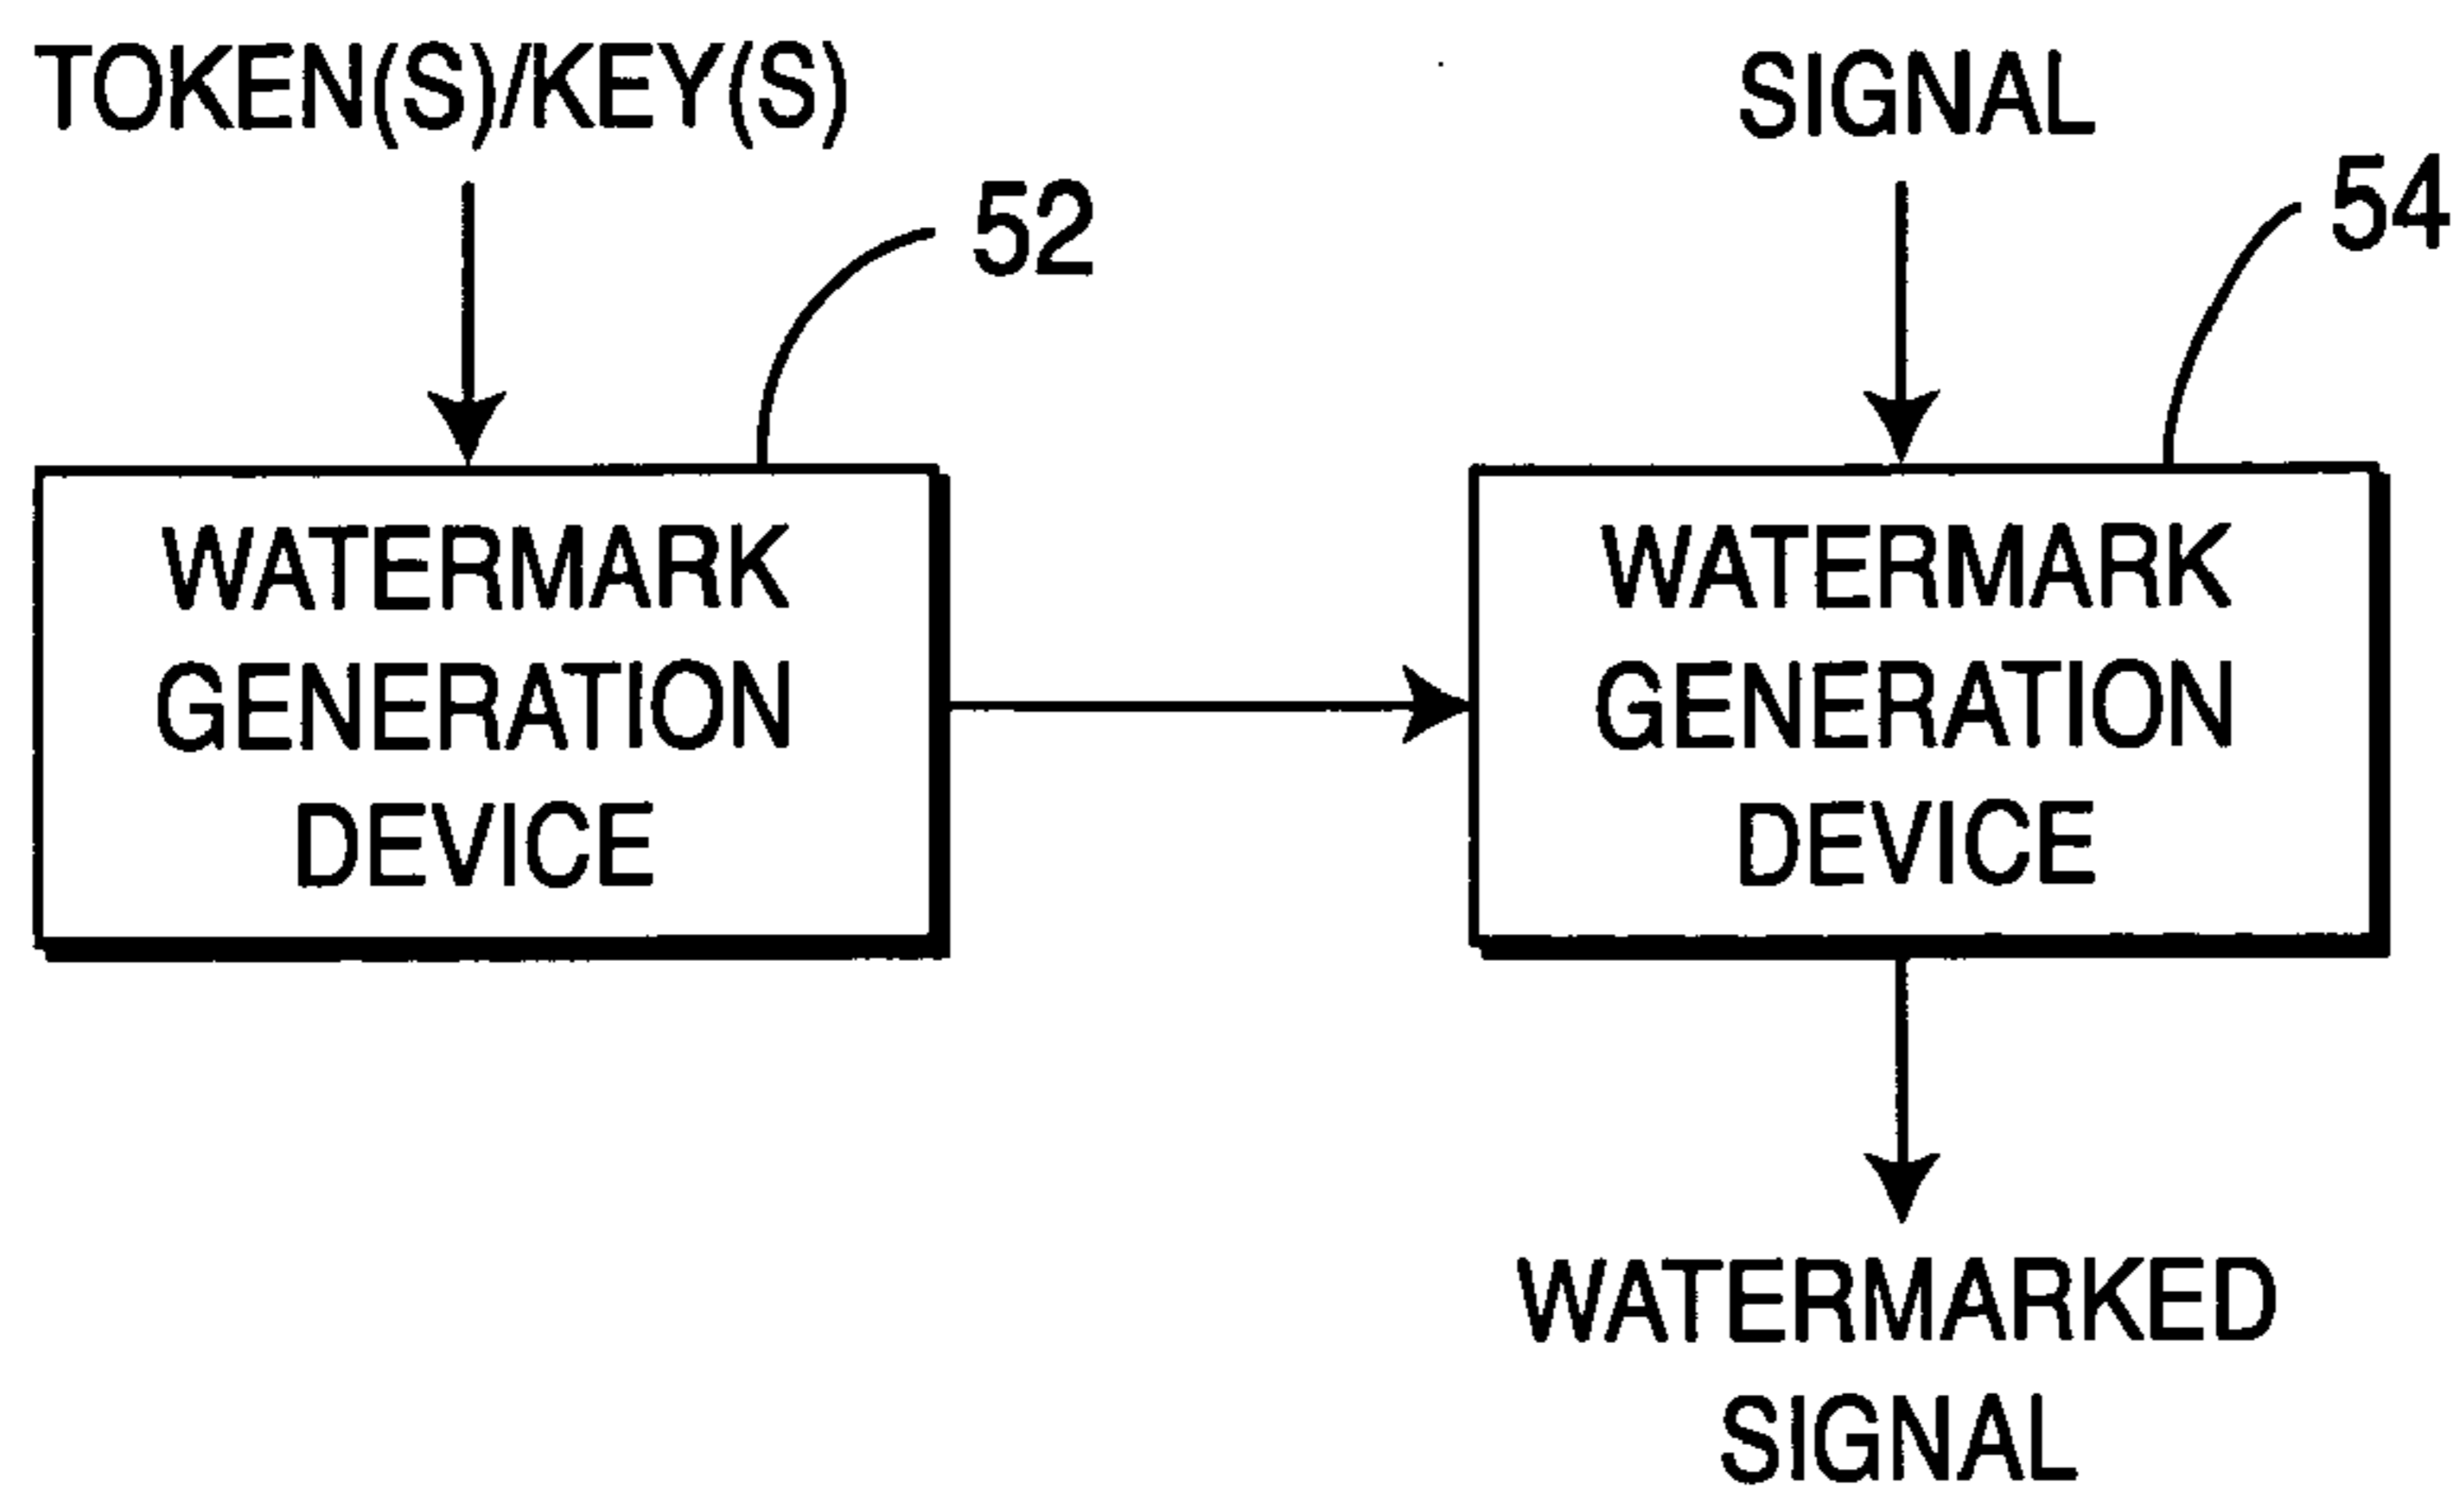 TOKEN(S)/KEY(S)
SIGNAL
52
54
WATERMARK
GENERATION
DEVICE
WATERMARK
GENERATION
DEVICE
WATERMARKED
SIGNAL